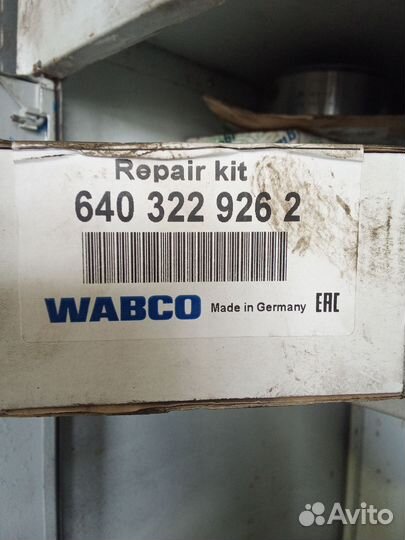 Repair kit
640 322 926 2
WABCO Made in Germany EAC
Avito